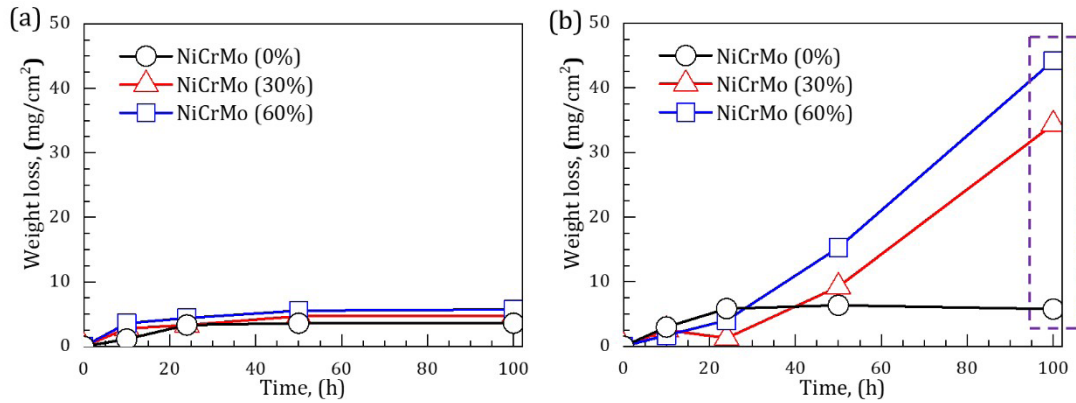 (a)
50
40
30
20
10
0
Weight loss, (mg/cm²)
NiCrMo (0%)
NiCrMo (30%)
NiCrMo (60%)
0 20 40 60 80 100
Time, (h)
(b)
50
40
30
20
10
0
Weight loss, (mg/cm²)
NiCrMo (0%)
NiCrMo (30%)
NiCrMo (60%)
0 20 40 60 80 100
Time, (h)